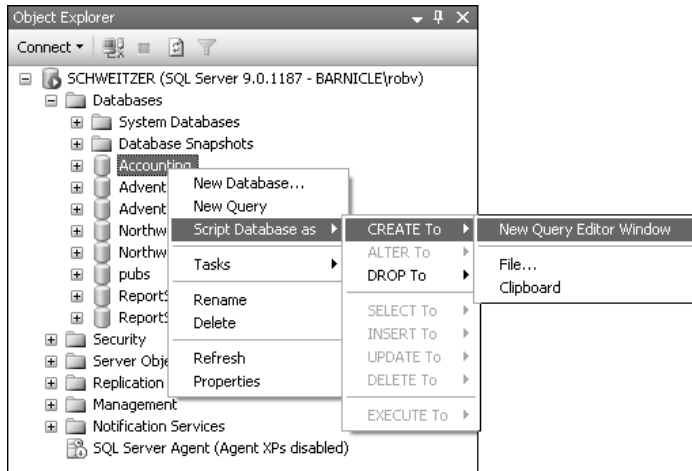 Object Explorer
Connect
SCHWEITZER (SQL Server 9.0.1187 - BARNICLE\robv)
Databases
System Databases
Database Snapshots
Accounting
Advent
Advent
Northw
Northw
pubs
ReportS
ReportS
Security
Server Obje
Replication
Management
Notification Services
SQL Server Agent (Agent XPs disabled)
New Database...
New Query
Script Database as
Tasks
Rename
Delete
Refresh
Properties
CREATE To
ALTER To
DROP To
SELECT To
INSERT To
UPDATE To
DELETE To
EXECUTE To
New Query Editor Window
File...
Clipboard